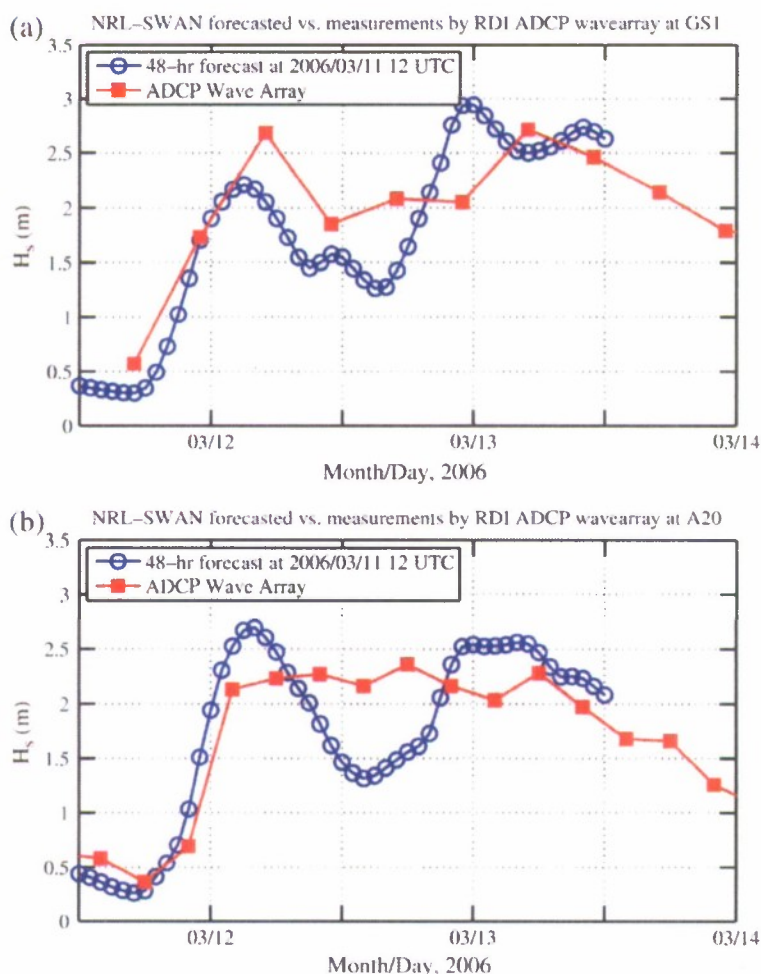 (a) NRL-SWAN forecasted vs. measurements by RDI ADCP wavearray at GS1
48-hr forecast at 2006/03/11 12 UTC
ADCP Wave Array
3.5
3
2.5
2
1.5
1
0.5
0
H_s (m)
03/12 03/13 03/14
Month/Day, 2006
(b) NRL-SWAN forecasted vs. measurements by RDI ADCP wavearray at A20
48-hr forecast at 2006/03/11 12 UTC
ADCP Wave Array
3.5
3
2.5
2
1.5
1
0.5
0
H_s (m)
03/12 03/13 03/14
Month/Day, 2006